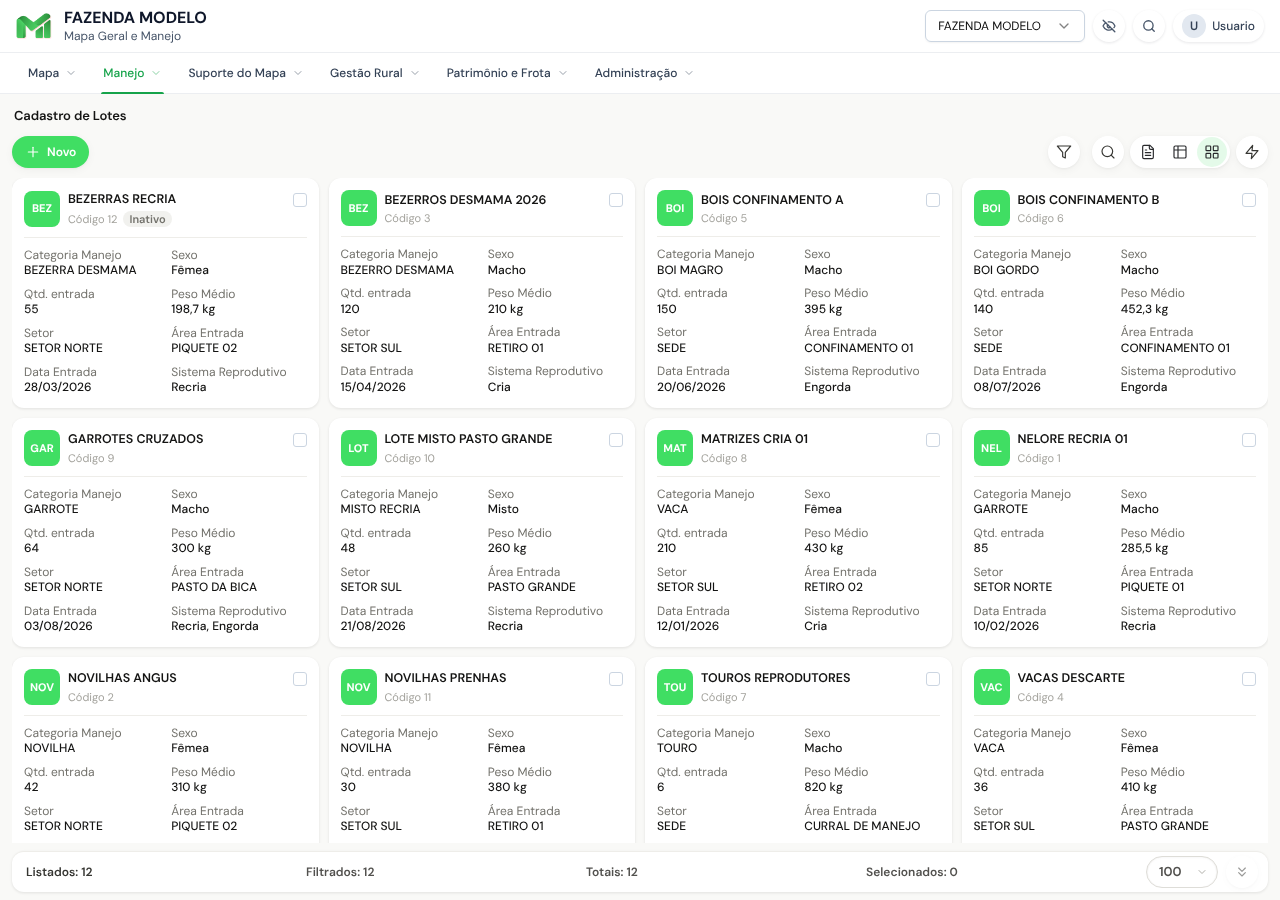 FAZENDA MODELO
Mapa Geral e Manejo
FAZENDA MODELO
U Usuario
Mapa Manejo Suporte do Mapa Gestão Rural Patrimônio e Frota Administração
Cadastro de Lotes
Novo
BEZ BEZERRAS RECRIA
Código 12 Inativo
Categoria Manejo Sexo
BEZERRA DESMAMA Fêmea
Qtd. entrada Peso Médio
55 198,7 kg
Setor Área Entrada
SETOR NORTE PIQUETE 02
Data Entrada Sistema Reprodutivo
28/03/2026 Recria
BEZ BEZERROS DESMAMA 2026
Código 3
Categoria Manejo Sexo
BEZERRO DESMAMA Macho
Qtd. entrada Peso Médio
120 210 kg
Setor Área Entrada
SETOR SUL RETIRO 01
Data Entrada Sistema Reprodutivo
15/04/2026 Cria
BOI BOIS CONFINAMENTO A
Código 5
Categoria Manejo Sexo
BOI MAGRO Macho
Qtd. entrada Peso Médio
150 395 kg
Setor Área Entrada
SEDE CONFINAMENTO 01
Data Entrada Sistema Reprodutivo
20/06/2026 Engorda
BOI BOIS CONFINAMENTO B
Código 6
Categoria Manejo Sexo
BOI GORDO Macho
Qtd. entrada Peso Médio
140 452,3 kg
Setor Área Entrada
SEDE CONFINAMENTO 01
Data Entrada Sistema Reprodutivo
08/07/2026 Engorda
GAR GARROTES CRUZADOS
Código 9
Categoria Manejo Sexo
GARROTE Macho
Qtd. entrada Peso Médio
64 300 kg
Setor Área Entrada
SETOR NORTE PASTO DA BICA
Data Entrada Sistema Reprodutivo
03/08/2026 Recria, Engorda
LOT LOTE MISTO PASTO GRANDE
Código 10
Categoria Manejo Sexo
MISTO RECRIA Misto
Qtd. entrada Peso Médio
48 260 kg
Setor Área Entrada
SETOR SUL PASTO GRANDE
Data Entrada Sistema Reprodutivo
21/08/2026 Recria
MAT MATRIZES CRIA 01
Código 8
Categoria Manejo Sexo
VACA Fêmea
Qtd. entrada Peso Médio
210 430 kg
Setor Área Entrada
SETOR SUL RETIRO 02
Data Entrada Sistema Reprodutivo
12/01/2026 Cria
NEL NELORE RECRIA 01
Código 1
Categoria Manejo Sexo
GARROTE Macho
Qtd. entrada Peso Médio
85 285,5 kg
Setor Área Entrada
SETOR NORTE PIQUETE 01
Data Entrada Sistema Reprodutivo
10/02/2026 Recria
NOV NOVILHAS ANGUS
Código 2
Categoria Manejo Sexo
NOVILHA Fêmea
Qtd. entrada Peso Médio
42 310 kg
Setor Área Entrada
SETOR NORTE PIQUETE 02
NOV NOVILHAS PRENHAS
Código 11
Categoria Manejo Sexo
NOVILHA Fêmea
Qtd. entrada Peso Médio
30 380 kg
Setor Área Entrada
SETOR SUL RETIRO 01
TOU TOUROS REPRODUTORES
Código 7
Categoria Manejo Sexo
TOURO Macho
Qtd. entrada Peso Médio
6 820 kg
Setor Área Entrada
SEDE CURRAL DE MANEJO
VAC VACAS DESCARTE
Código 4
Categoria Manejo Sexo
VACA Fêmea
Qtd. entrada Peso Médio
36 410 kg
Setor Área Entrada
SETOR SUL PASTO GRANDE
Listados: 12 Filtrados: 12 Totais: 12 Selecionados: 0 100